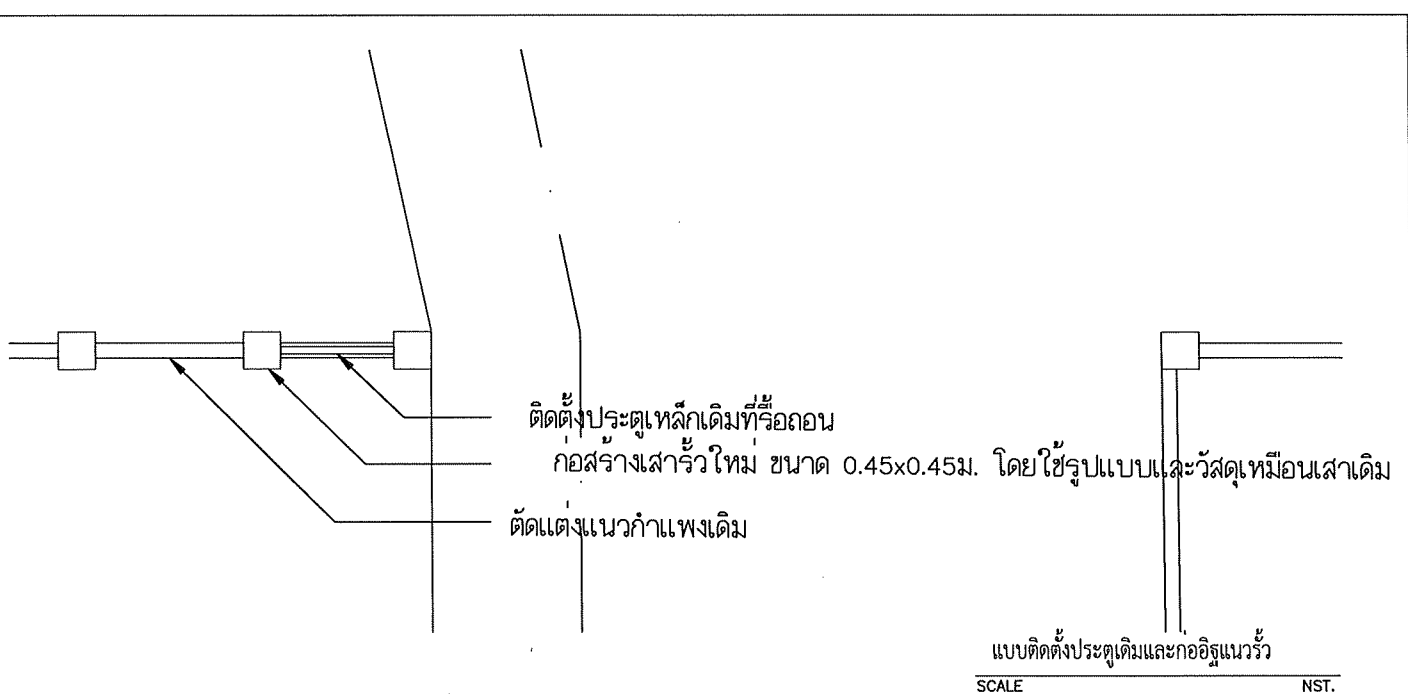 ติดตั้งประตูเหล็กเดิมที่รื้อถอน
ก่อสร้างเสารั้วใหม่ ขนาด 0.45x0.45ม. โดยใช้รูปแบบและวัสดุเหมือนเสาเดิม
ตัดแต่งแนวกำแพงเดิม
แบบติดตั้งประตูเดิมและก่ออิฐแนวรั้ว
SCALE NST.